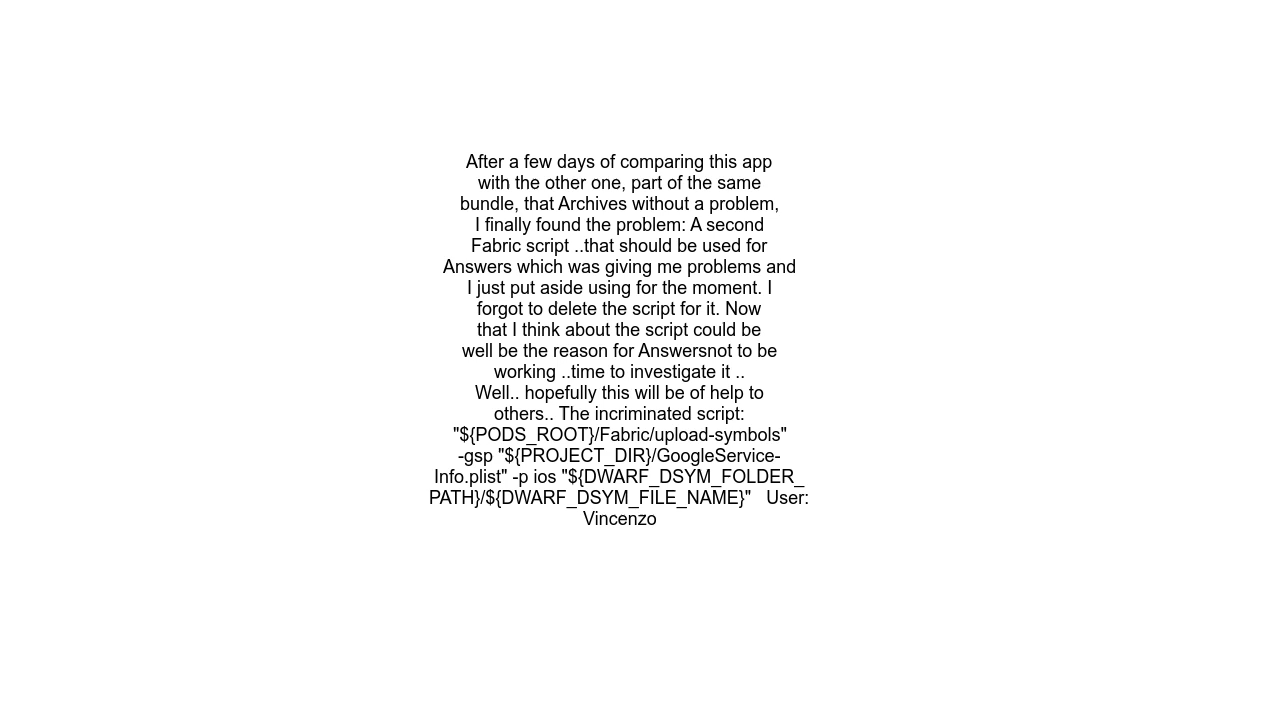 After a few days of comparing this app
with the other one, part of the same
bundle, that Archives without a problem,
I finally found the problem: A second
Fabric script ..that should be used for
Answers which was giving me problems and
I just put aside using for the moment. I
forgot to delete the script for it. Now
that I think about the script could be
well be the reason for Answersnot to be
working ..time to investigate it ..
Well.. hopefully this will be of help to
others.. The incriminated script:
"${PODS_ROOT}/Fabric/upload-symbols"
-gsp "${PROJECT_DIR}/GoogleService-
Info.plist" -p ios "${DWARF_DSYM_FOLDER_
PATH}/${DWARF_DSYM_FILE_NAME}"   User:
Vincenzo